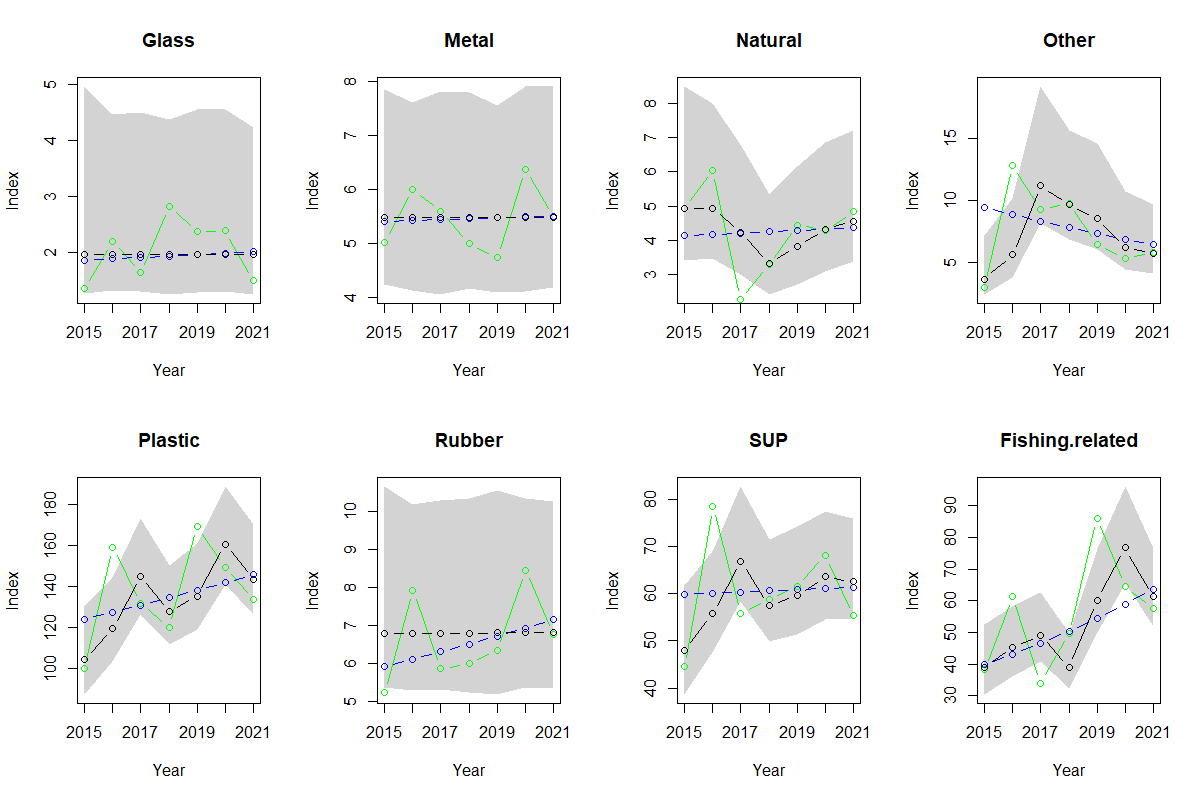 Glass
Index
5
4
3
2
2015 2017 2019 2021
Year
Metal
Index
8
7
6
5
4
2015 2017 2019 2021
Year
Natural
Index
8
7
6
5
4
3
2015 2017 2019 2021
Year
Other
Index
15
10
5
2015 2017 2019 2021
Year
Plastic
Index
180
160
140
120
100
2015 2017 2019 2021
Year
Rubber
Index
10
9
8
7
6
5
2015 2017 2019 2021
Year
SUP
Index
80
70
60
50
40
2015 2017 2019 2021
Year
Fishing.related
Index
90
80
70
60
50
40
30
2015 2017 2019 2021
Year